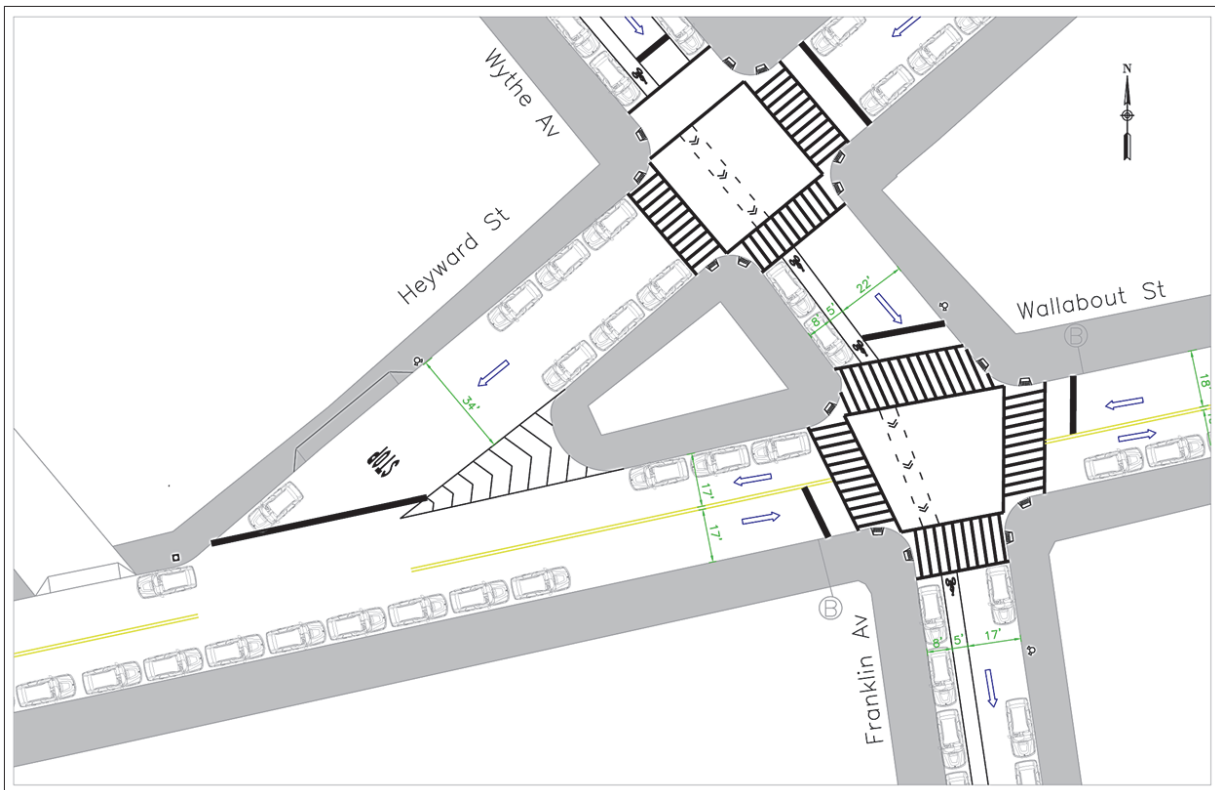 Wythe Av
N
Heyward St
22'
5'
8'
Wallabout St
B
18'
34'
STOP
17'
17'
B
Franklin Av
8'
5'
17'